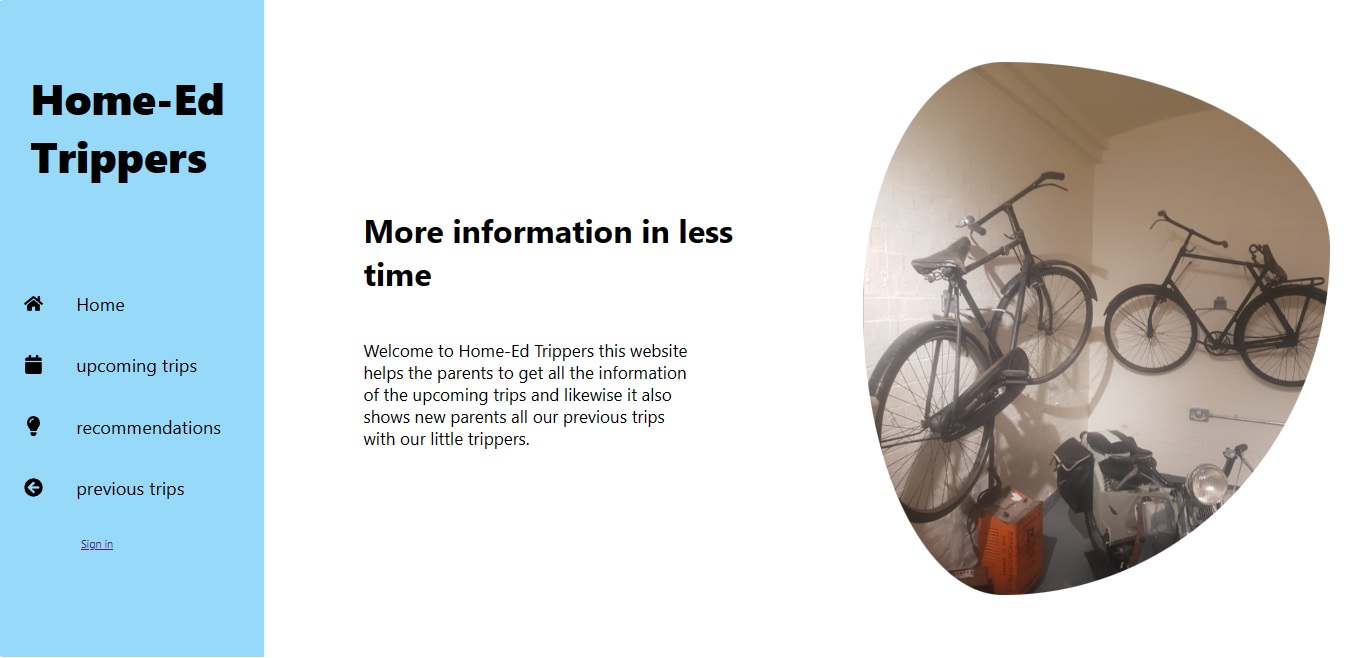 Home-Ed
Trippers
Home
upcoming trips
recommendations
previous trips
Sign in
More information in less
time
Welcome to Home-Ed Trippers this website
helps the parents to get all the information
of the upcoming trips and likewise it also
shows new parents all our previous trips
with our little trippers.